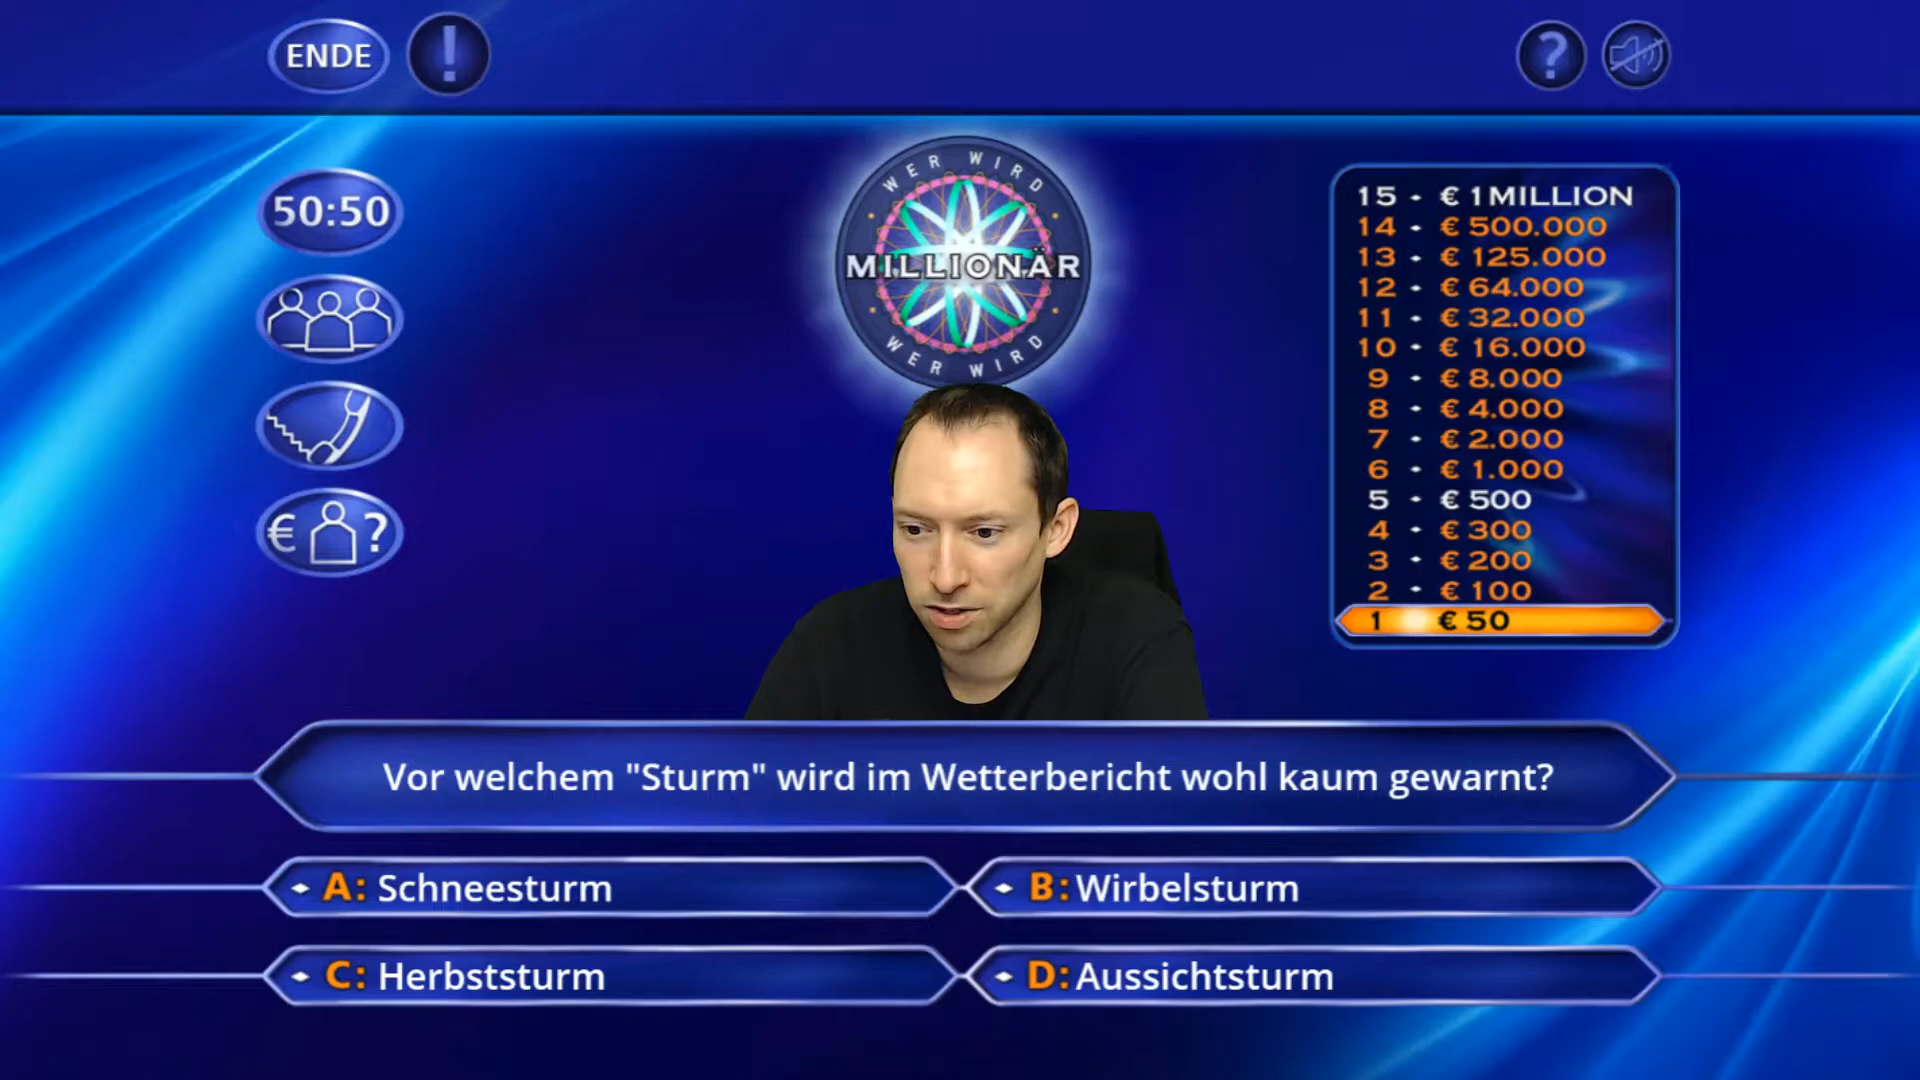 ENDE
!
?
50:50
€ ?
WER WIRD
MILLIONÄR
WER WIRD
15 - € 1 MILLION
14 - € 500.000
13 - € 125.000
12 - € 64.000
11 - € 32.000
10 - € 16.000
9 - € 8.000
8 - € 4.000
7 - € 2.000
6 - € 1.000
5 - € 500
4 - € 300
3 - € 200
2 - € 100
1 € 50
Vor welchem "Sturm" wird im Wetterbericht wohl kaum gewarnt?
A: Schneesturm
B: Wirbelsturm
C: Herbststurm
D: Aussichtsturm